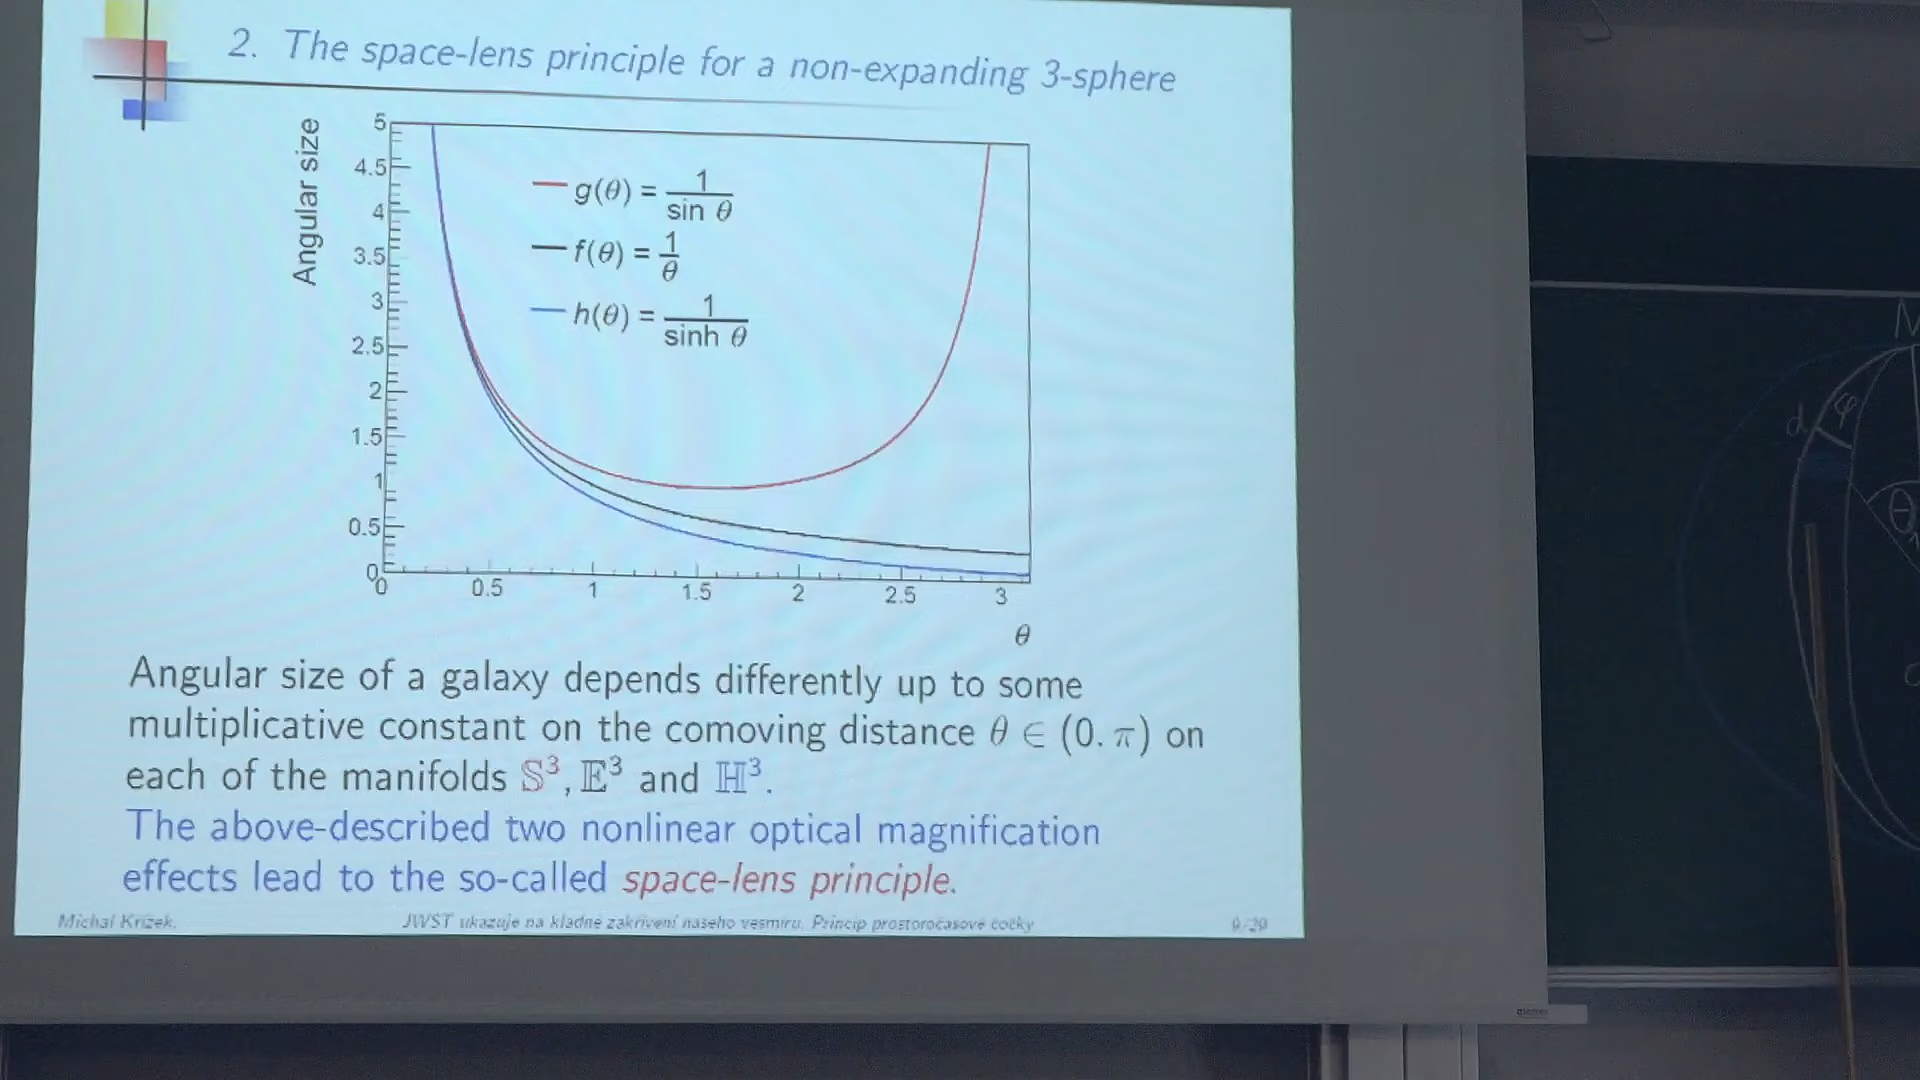 2. The space-lens principle for a non-expanding 3-sphere
Angular size
5
4.5
4
3.5
3
2.5
2
1.5
1
0.5
0
g(θ) = 1/sin θ
f(θ) = 1/θ
h(θ) = 1/sinh θ
0 0.5 1 1.5 2 2.5 3
θ
Angular size of a galaxy depends differently up to some
multiplicative constant on the comoving distance θ ∈ (0. π) on
each of the manifolds 𝕊³, 𝔼³ and ℍ³.
The above-described two nonlinear optical magnification
effects lead to the so-called space-lens principle.
Michal Křížek, JWST ukazuje na kladné zakřivení našeho vesmíru. Princip prostoročasové čočky 9/29
N
d φ
θ